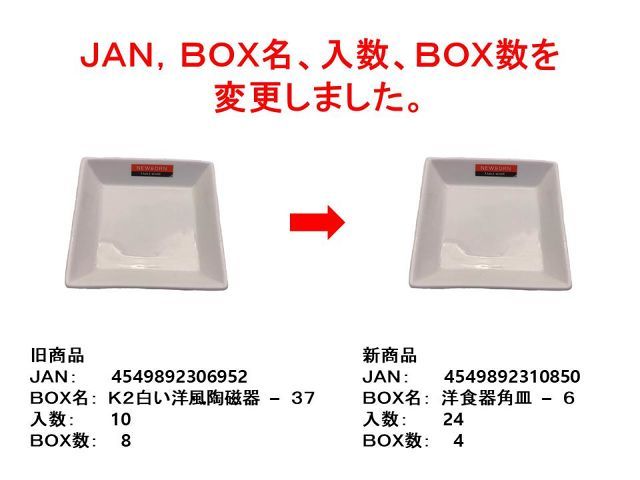 JAN，BOX名、入数、BOX数を
変更しました。
NEWBORN
NEWBORN
旧商品
JAN： 4549892306952
BOX名： K2白い洋風陶磁器 － 37
入数： 10
BOX数： 8
新商品
JAN： 4549892310850
BOX名： 洋食器角皿 － 6
入数： 24
BOX数： 4